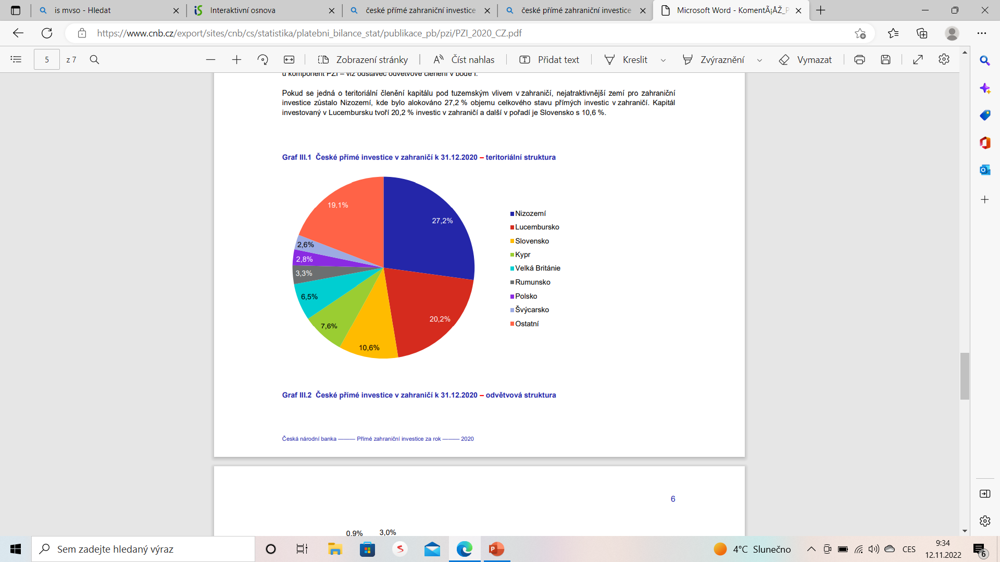 is mvso - Hledat
Interaktivní osnova
české přímé zahraniční investice
české přímé zahraniční investice
Microsoft Word - KomentÃ¡ÅŽ_P
https://www.cnb.cz/export/sites/cnb/cs/statistika/platebni_bilance_stat/publikace_pb/pzi/PZI_2020_CZ.pdf
5 z 7
Zobrazení stránky
Číst nahlas
Přidat text
Kreslit
Zvýraznění
Vymazat
u komponent PZI – viz odstavec odvětvové členění v bodě I.
Pokud se jedná o teritoriální členění kapitálu pod tuzemským vlivem v zahraničí, nejatraktivnější zemí pro zahraniční
investice zůstalo Nizozemí, kde bylo alokováno 27,2 % objemu celkového stavu přímých investic v zahraničí. Kapitál
investovaný v Lucembursku tvoří 20,2 % investic v zahraničí a další v pořadí je Slovensko s 10,6 %.
Graf III.1 České přímé investice v zahraničí k 31.12.2020 – teritoriální struktura
19,1%
27,2%
2,6%
2,8%
3,3%
6,5%
7,6%
10,6%
20,2%
Nizozemí
Lucembursko
Slovensko
Kypr
Velká Británie
Rumunsko
Polsko
Švýcarsko
Ostatní
Graf III.2 České přímé investice v zahraničí k 31.12.2020 – odvětvová struktura
Česká národní banka ——— Přímé zahraniční investice za rok ——— 2020
6
0,9%
3,0%
Sem zadejte hledaný výraz
4°C Slunečno
CES
9:34
12.11.2022
6